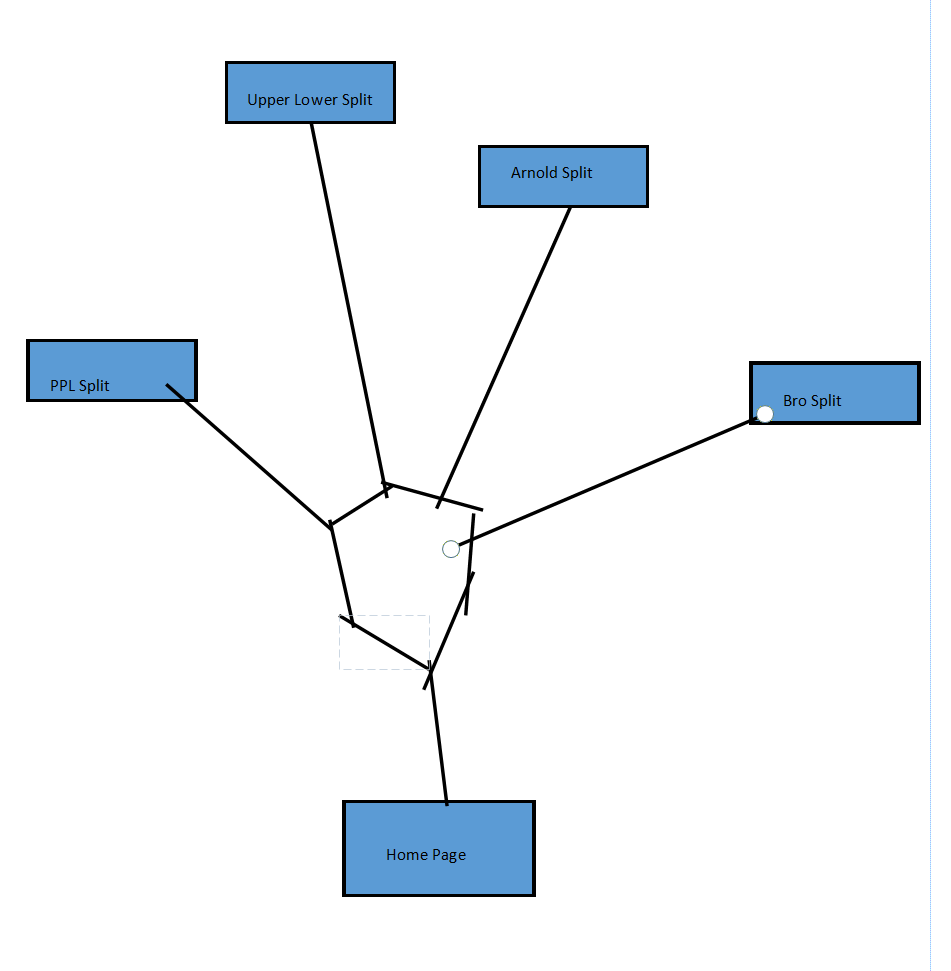 Upper Lower Split
Arnold Split
PPL Split
Bro Split
Home Page